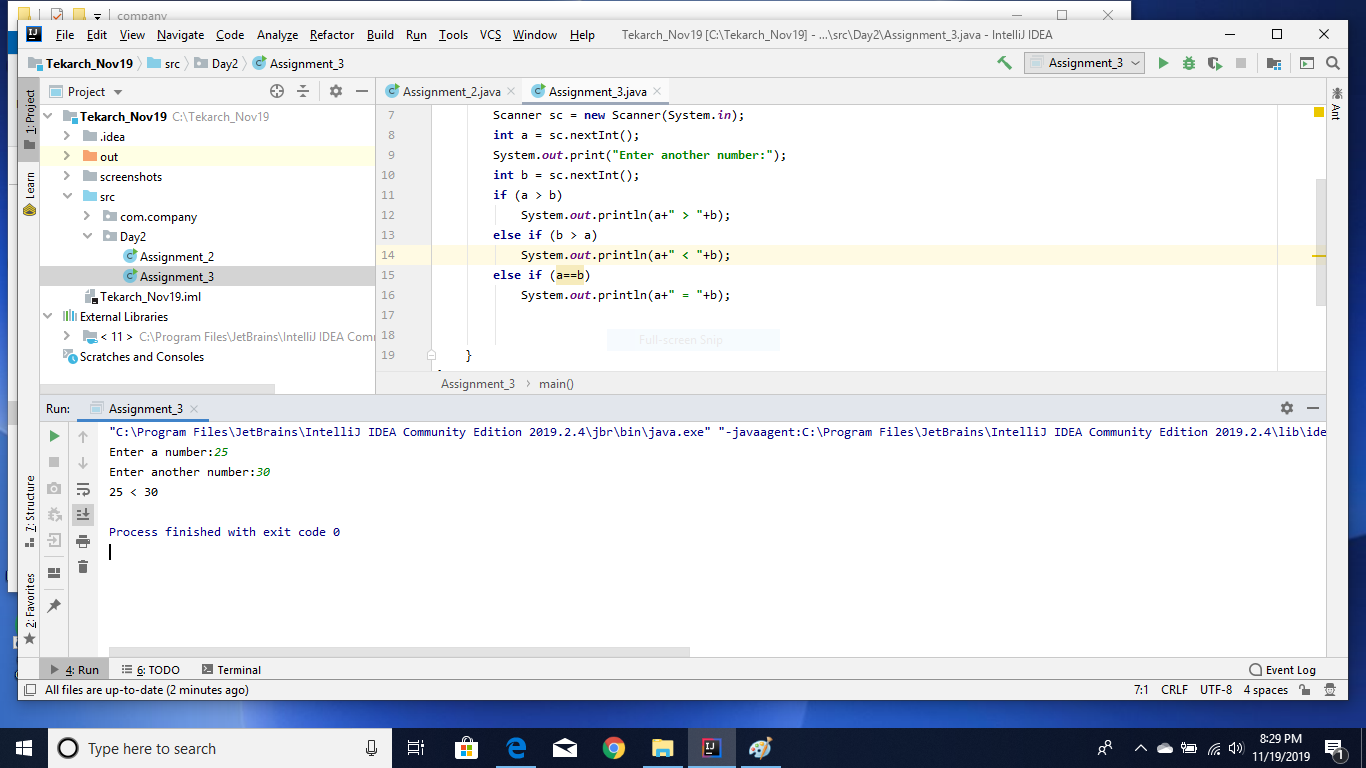 company
File Edit View Navigate Code Analyze Refactor Build Run Tools VCS Window Help Tekarch_Nov19 [C:\Tekarch_Nov19] - ...\src\Day2\Assignment_3.java - IntelliJ IDEA
Tekarch_Nov19 src Day2 Assignment_3 Assignment_3
1: Project
Learn
7: Structure
2: Favorites
Project
Tekarch_Nov19 C:\Tekarch_Nov19
.idea
out
screenshots
src
com.company
Day2
Assignment_2
Assignment_3
Tekarch_Nov19.iml
External Libraries
< 11 > C:\Program Files\JetBrains\IntelliJ IDEA Com
Scratches and Consoles
Assignment_2.java Assignment_3.java
7 Scanner sc = new Scanner(System.in);
8 int a = sc.nextInt();
9 System.out.print("Enter another number:");
10 int b = sc.nextInt();
11 if (a > b)
12 System.out.println(a+" > "+b);
13 else if (b > a)
14 System.out.println(a+" < "+b);
15 else if (a==b)
16 System.out.println(a+" = "+b);
17
18
Full-screen Snip
19 }
Assignment_3 main()
Ant
Run: Assignment_3
"C:\Program Files\JetBrains\IntelliJ IDEA Community Edition 2019.2.4\jbr\bin\java.exe" "-javaagent:C:\Program Files\JetBrains\IntelliJ IDEA Community Edition 2019.2.4\lib\ide
Enter a number:25
Enter another number:30
25 < 30
Process finished with exit code 0
4: Run 6: TODO Terminal Event Log
All files are up-to-date (2 minutes ago) 7:1 CRLF UTF-8 4 spaces
Type here to search
8:29 PM
11/19/2019
1